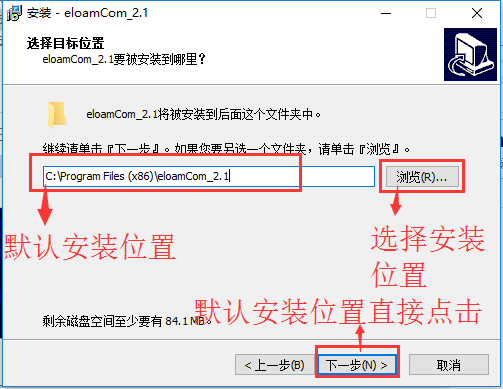 安装 - eloamCom_2.1
选择目标位置
eloamCom_2.1要被安装到哪里？
eloamCom_2.1将被安装到后面这个文件夹中。
继续请单击『下一步』。如果您要另选一个文件夹，请单击『浏览』。
C:\Program Files (x86)\eloamCom_2.1
浏览(R)...
默认安装位置
选择安装
位置
默认安装位置直接点击
剩余磁盘空间至少要有 84.1 MB。
< 上一步(B)
下一步(N) >
取消